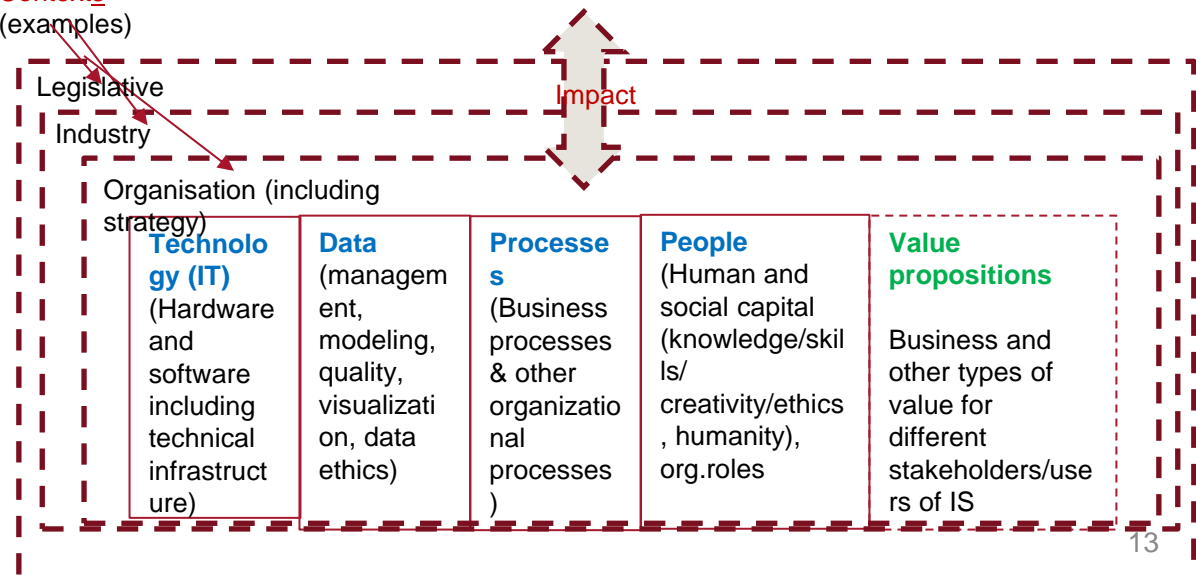 (examples)
Legislative
Impact
Industry
Organisation (including
strategy)
Technolo
gy (IT)
(Hardware
and
software
including
technical
infrastruct
ure)
Data
(managem
ent,
modeling,
quality,
visualizati
on, data
ethics)
Processe
s
(Business
processes
& other
organizatio
nal
processes
)
People
(Human and
social capital
(knowledge/skil
ls/
creativity/ethics
, humanity),
org.roles
Value
propositions
Business and
other types of
value for
different
stakeholders/use
rs of IS
13